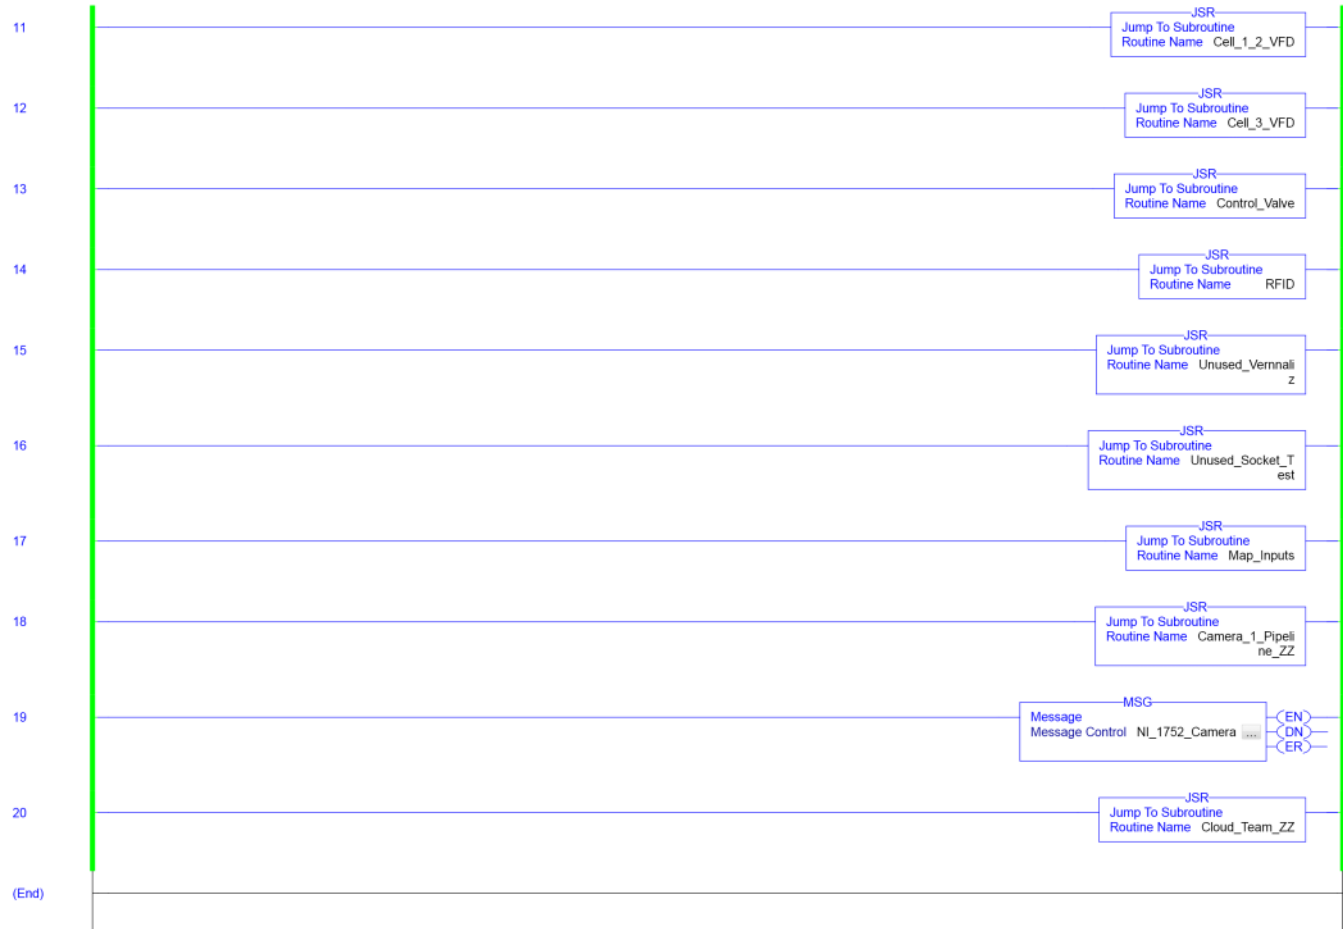 11
JSR
Jump To Subroutine
Routine Name Cell_1_2_VFD
12
JSR
Jump To Subroutine
Routine Name Cell_3_VFD
13
JSR
Jump To Subroutine
Routine Name Control_Valve
14
JSR
Jump To Subroutine
Routine Name RFID
15
JSR
Jump To Subroutine
Routine Name Unused_Vernnali
z
16
JSR
Jump To Subroutine
Routine Name Unused_Socket_T
est
17
JSR
Jump To Subroutine
Routine Name Map_Inputs
18
JSR
Jump To Subroutine
Routine Name Camera_1_Pipeli
ne_ZZ
19
MSG
Message
Message Control NI_1752_Camera ...
EN
DN
ER
20
JSR
Jump To Subroutine
Routine Name Cloud_Team_ZZ
(End)